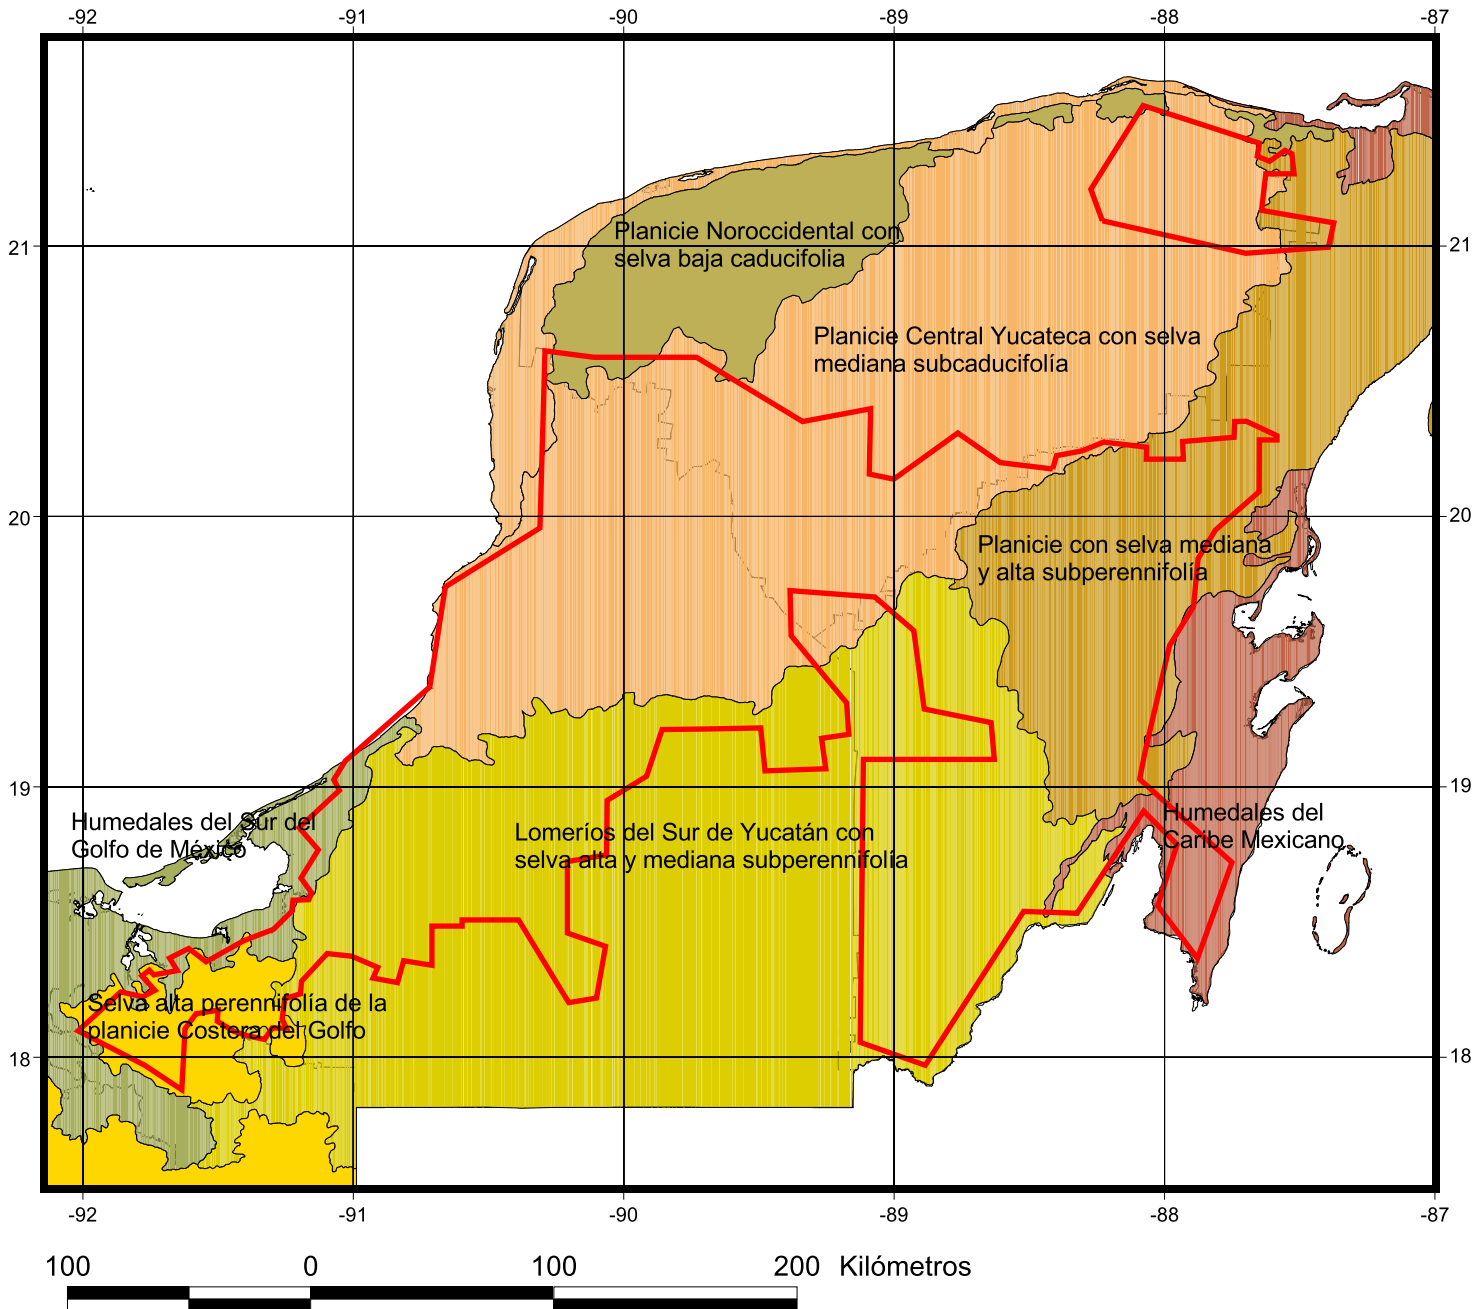 -92 -91 -90 -89 -88 -87
21 21
Planicie Noroccidental con
selva baja caducifolia
Planicie Central Yucateca con selva
mediana subcaducifolía
20 20
Planicie con selva mediana
y alta subperennifolía
19 19
Humedales del Sur del
Golfo de México
Lomeríos del Sur de Yucatán con
selva alta y mediana subperennifolía
Humedales del
Caribe Mexicano
Selva alta perennifolía de la
planicie Costera del Golfo
18 18
-92 -91 -90 -89 -88 -87
100 0 100 200 Kilómetros